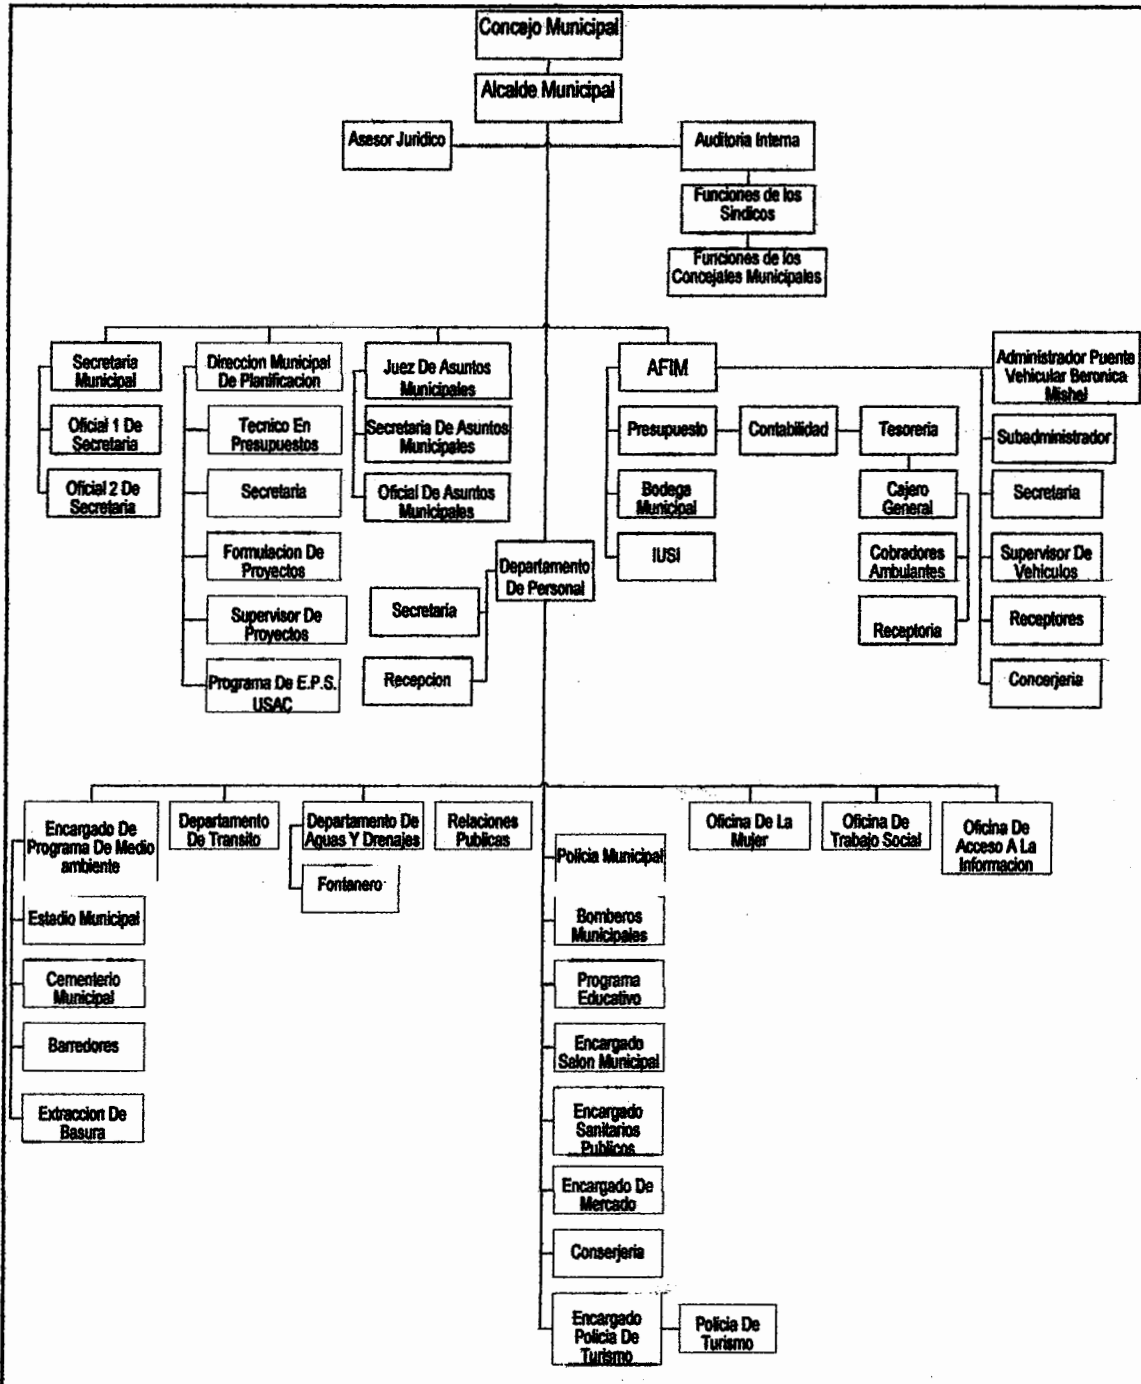 Concejo Municipal
Alcalde Municipal
Asesor Juridico
Auditoria Interna
Funciones de los
Sindicos
Funciones de los
Concejales Municipales
Secretaria
Municipal
Oficial 1 De
Secretaria
Oficial 2 De
Secretaria
Direccion Municipal
De Planificacion
Tecnico En
Presupuestos
Secretaria
Formulacion De
Proyectos
Supervisor De
Proyectos
Programa De E.P.S.
USAC
Juez De Asuntos
Municipales
Secretaria De Asuntos
Municipales
Oficial De Asuntos
Municipales
Departamento
De Personal
Secretaria
Recepcion
AFIM
Presupuesto
Bodega
Municipal
IUSI
Contabilidad
Tesoreria
Cajero
General
Cobradores
Ambulantes
Receptoria
Administrador Puente
Vehicular Beronica
Mishel
Subadministrador
Secretaria
Supervisor De
Vehiculos
Receptores
Concerjeria
Encargado De
Programa De Medio
ambiente
Estadio Municipal
Cementerio
Municipal
Barredores
Extraccion De
Basura
Departamento
De Transito
Departamento De
Aguas Y Drenajes
Fontanero
Relaciones
Publicas
Policia Municipal
Bomberos
Municipales
Programa
Educativo
Encargado
Salon Municipal
Encargado
Sanitarios
Publicos
Encargado De
Mercado
Conserjeria
Encargado
Policia De
Turismo
Policia De
Turismo
Oficina De La
Mujer
Oficina De
Trabajo Social
Oficina De
Acceso A La
Informacion